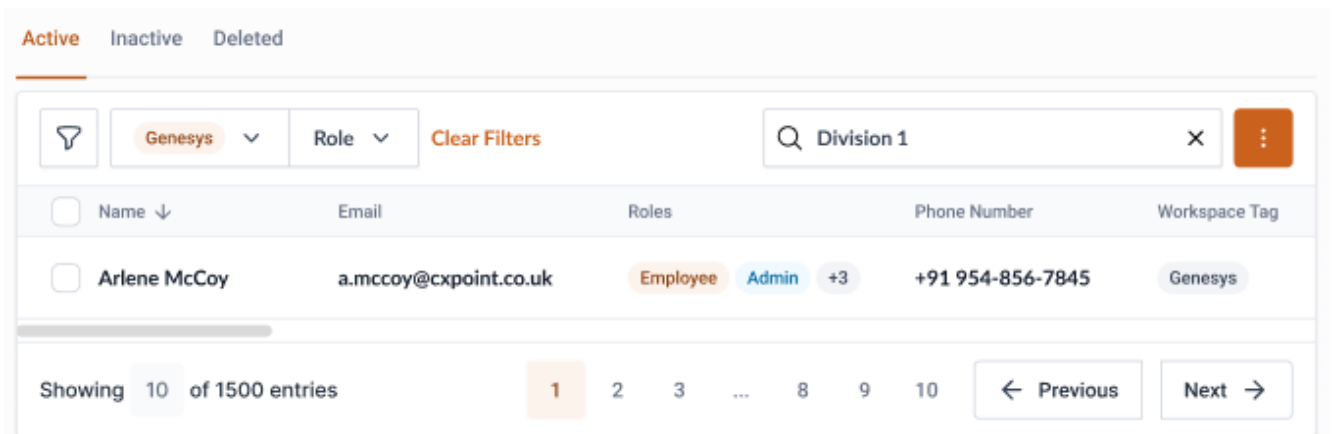 Active Inactive Deleted
Genesys Role Clear Filters Division 1
Name Email Roles Phone Number Workspace Tag
Arlene McCoy a.mccoy@cxpoint.co.uk Employee Admin +3 +91 954-856-7845 Genesys
Showing 10 of 1500 entries 1 2 3 ... 8 9 10 Previous Next